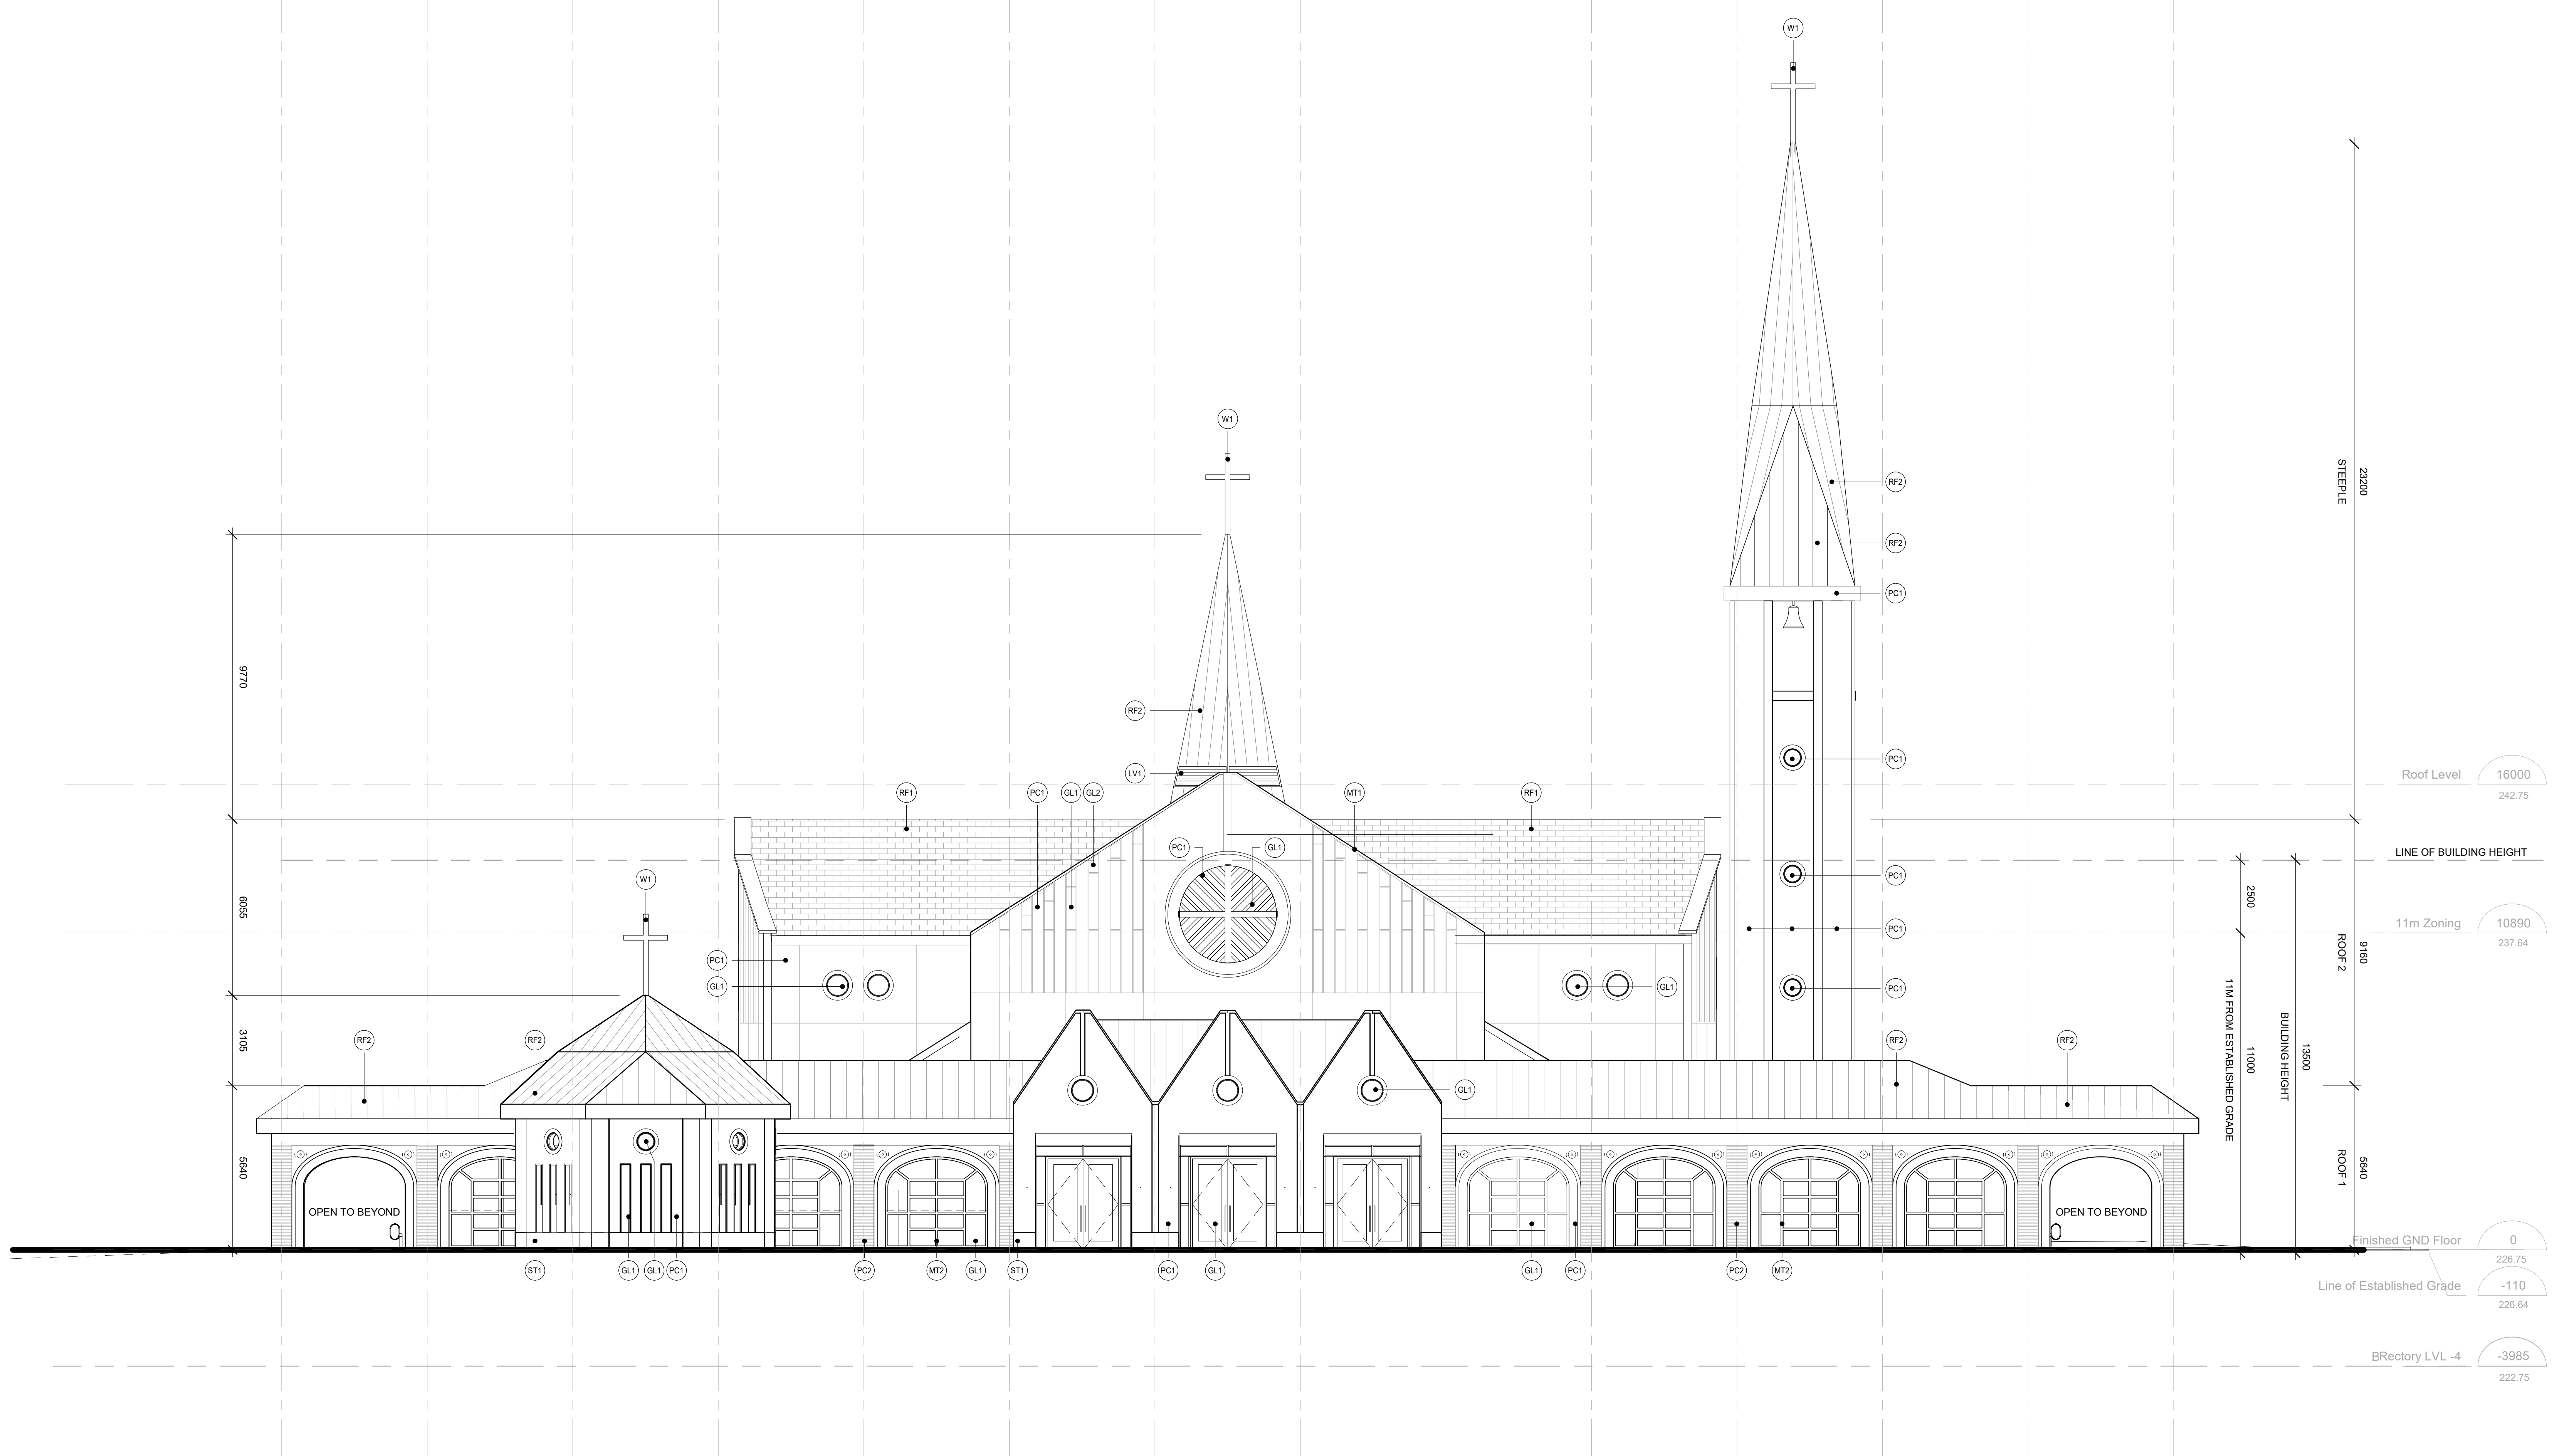 W1
W1
RF2
23200
STEEPLE
RF2
PC1
9770
RF2
PC1
LV1
Roof Level
16000
242.75
RF1
PC1
GL1
GL2
MT1
RF1
PC1
GL1
LINE OF BUILDING HEIGHT
PC1
W1
6055
2500
11m Zoning
10890
237.64
PC1
9160
ROOF 2
PC1
GL1
GL1
PC1
RF2
RF2
3105
RF2
RF2
11000
11M FROM ESTABLISHED GRADE
13500
BUILDING HEIGHT
GL1
5640
5640
ROOF 1
OPEN TO BEYOND
OPEN TO BEYOND
Finished GND Floor
0
226.75
ST1
GL1
GL1
PC1
PC2
MT2
GL1
ST1
PC1
GL1
GL1
PC1
PC2
MT2
Line of Established Grade
-110
226.64
BRectory LVL -4
-3985
222.75